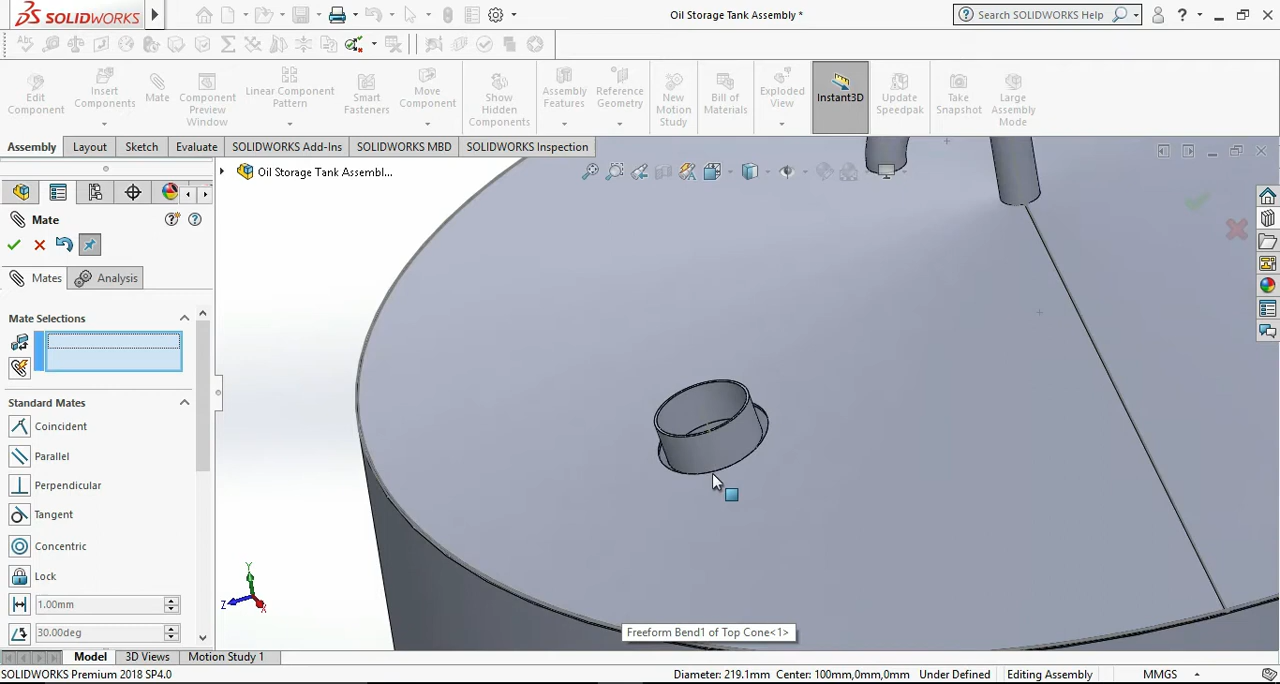 SOLIDWORKS
Oil Storage Tank Assembly *
Search SOLIDWORKS Help
?
Edit Component
Insert Components
Mate
Component Preview Window
Linear Component Pattern
Smart Fasteners
Move Component
Show Hidden Components
Assembly Features
Reference Geometry
New Motion Study
Bill of Materials
Exploded View
Instant3D
Update Speedpak
Take Snapshot
Large Assembly Mode
Assembly
Layout
Sketch
Evaluate
SOLIDWORKS Add-Ins
SOLIDWORKS MBD
SOLIDWORKS Inspection
Oil Storage Tank Assembl...
Mate
Mates
Analysis
Mate Selections
Standard Mates
Coincident
Parallel
Perpendicular
Tangent
Concentric
Lock
1.00mm
30.00deg
Y
Z
X
Freeform Bend1 of Top Cone<1>
Model
3D Views
Motion Study 1
SOLIDWORKS Premium 2018 SP4.0
Diameter: 219.1mm Center: 100mm,0mm,0mm
Under Defined
Editing Assembly
MMGS